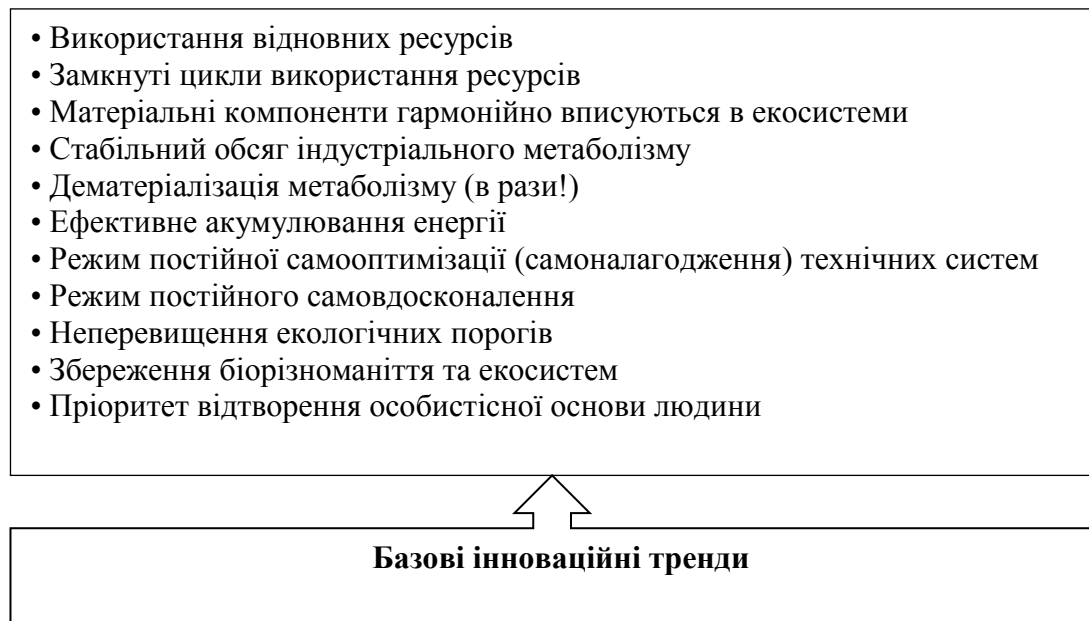 • Використання відновних ресурсів
• Замкнуті цикли використання ресурсів
• Матеріальні компоненти гармонійно вписуються в екосистеми
• Стабільний обсяг індустріального метаболізму
• Дематеріалізація метаболізму (в рази!)
• Ефективне акумулювання енергії
• Режим постійної самооптимізації (самоналагодження) технічних систем
• Режим постійного самовдосконалення
• Неперевищення екологічних порогів
• Збереження біорізноманіття та екосистем
• Пріоритет відтворення особистісної основи людини
Базові інноваційні тренди